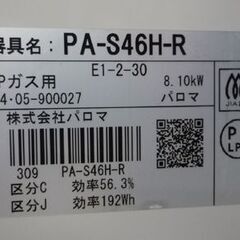 器具名：PA-S46H-R
E1-2-30
Pガス用 8.10kW
4・05-900027 パロマ
株式会社パロマ
309 PA-S46H-R
区分C 効率56.3%
区分J 効率192Wh
P
LP